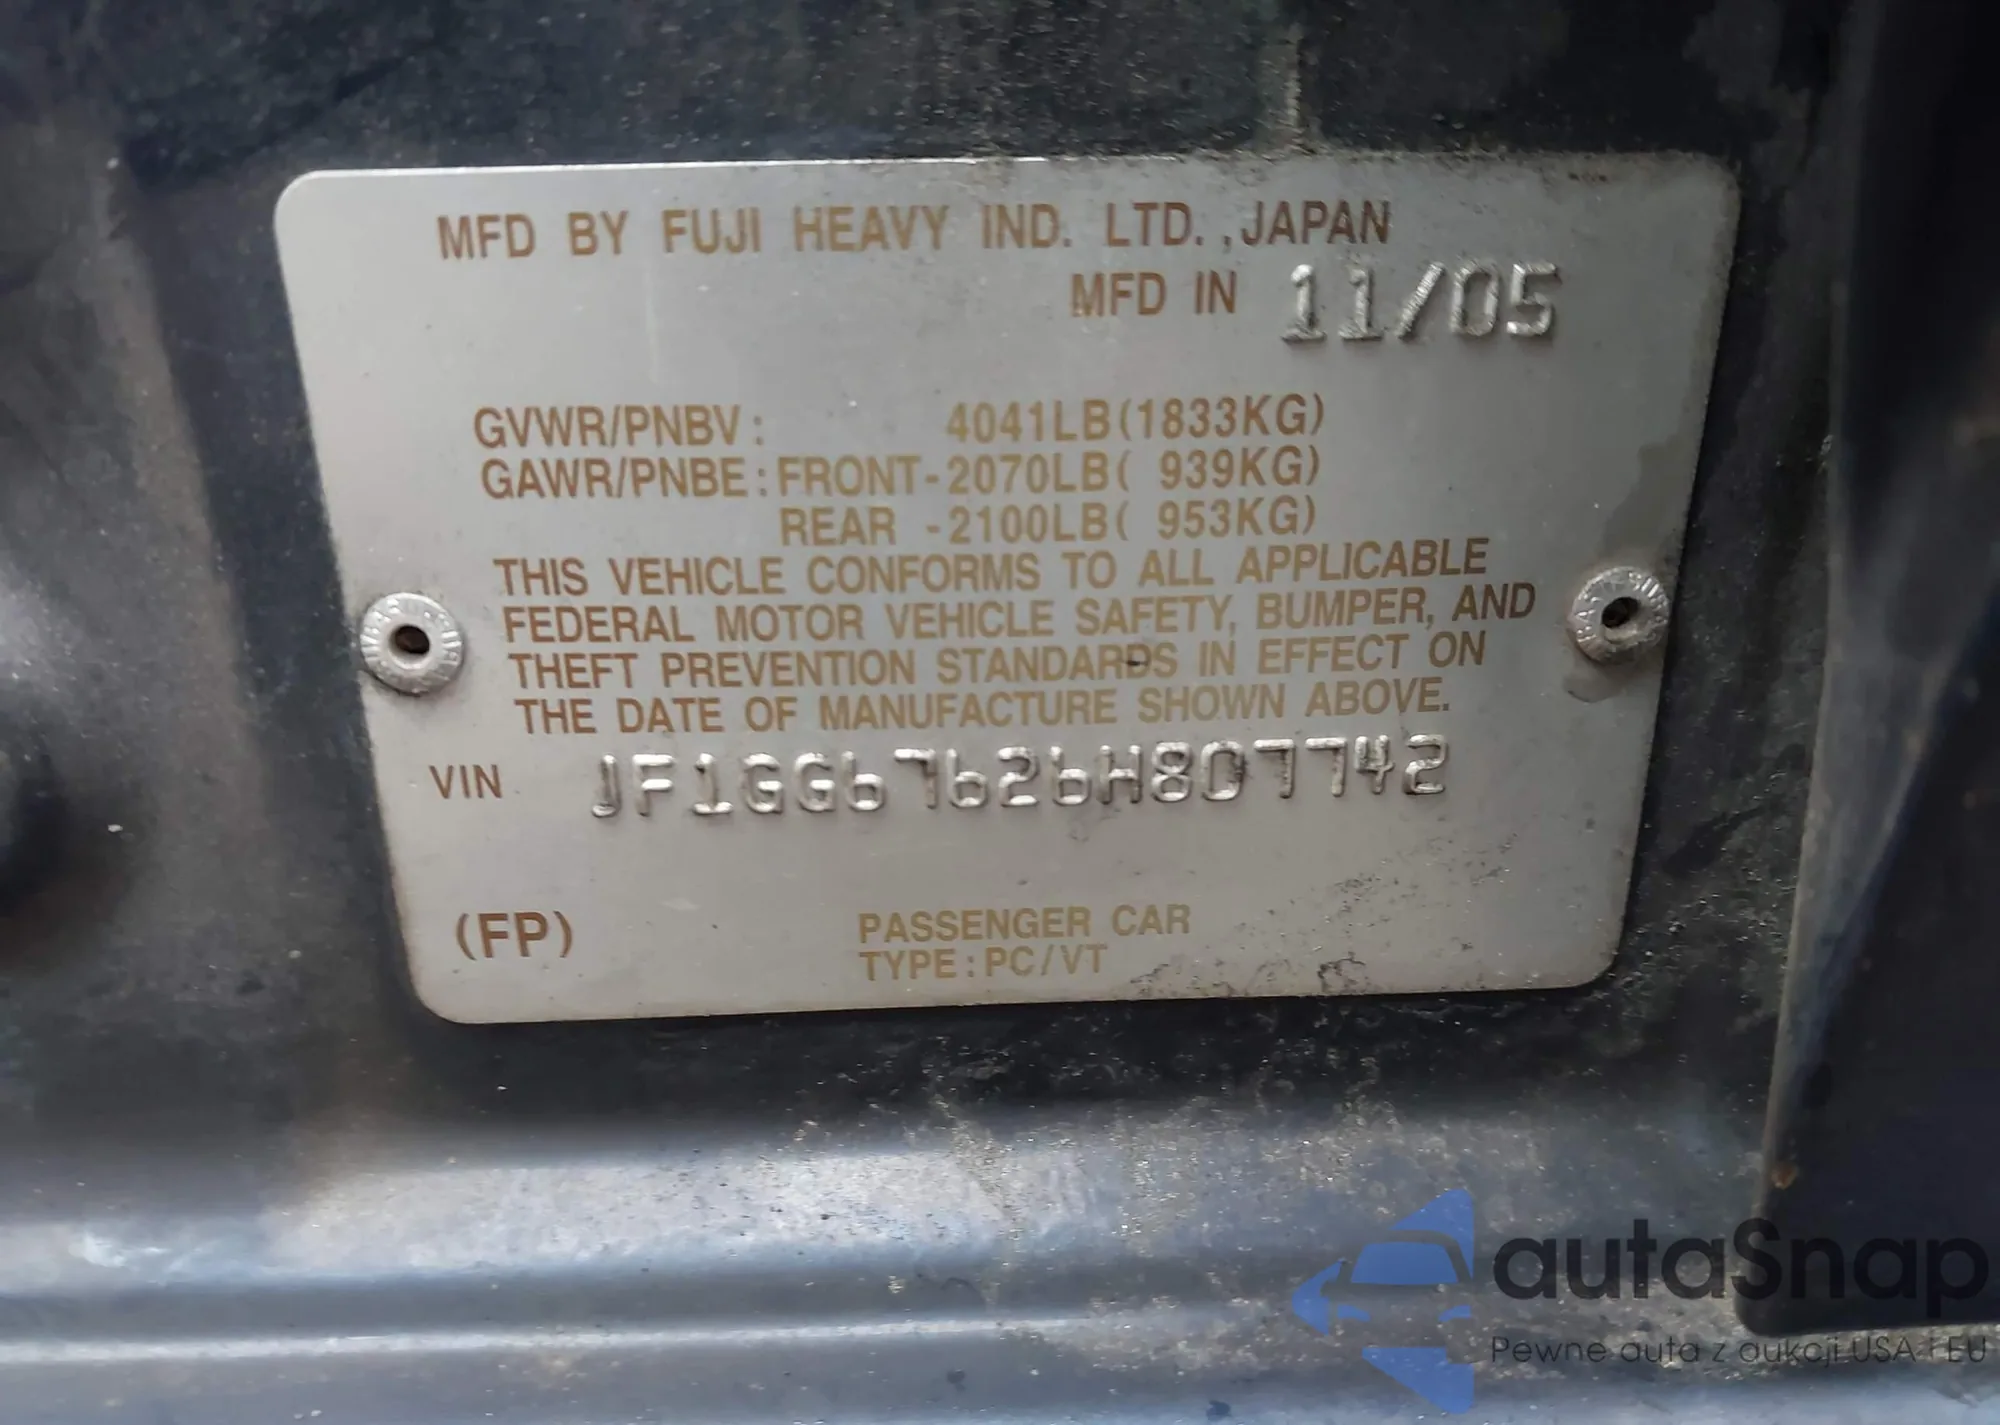 MFD BY FUJI HEAVY IND. LTD., JAPAN
MFD IN 11/05
GVWR/PNBV: 4041LB(1833KG)
GAWR/PNBE: FRONT-2070LB( 939KG)
REAR -2100LB( 953KG)
THIS VEHICLE CONFORMS TO ALL APPLICABLE
FEDERAL MOTOR VEHICLE SAFETY, BUMPER, AND
THEFT PREVENTION STANDARDS IN EFFECT ON
THE DATE OF MANUFACTURE SHOWN ABOVE.
VIN JF1GG67626H807742
(FP)
PASSENGER CAR
TYPE:PC/VT
autaSnap
Pewne auta z aukcji USA i EU